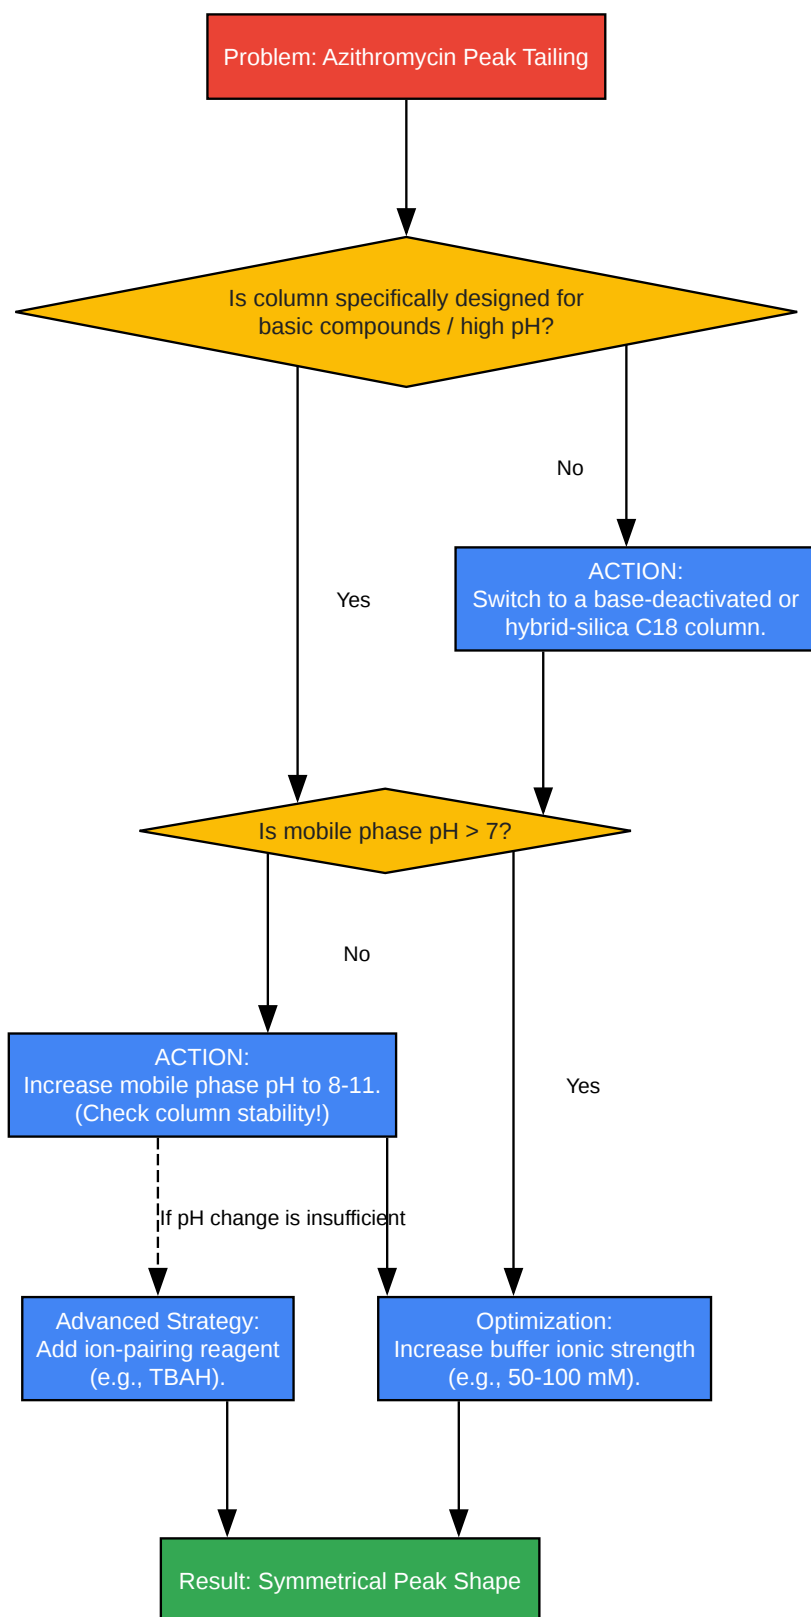 Problem: Azithromycin Peak Tailing
Is column specifically designed for
basic compounds / high pH?
No
ACTION:
Switch to a base-deactivated or
hybrid-silica C18 column.
Yes
Is mobile phase pH > 7?
No
ACTION:
Increase mobile phase pH to 8-11.
(Check column stability!)
Yes
If pH change is insufficient
Advanced Strategy:
Add ion-pairing reagent
(e.g., TBAH).
Optimization:
Increase buffer ionic strength
(e.g., 50-100 mM).
Result: Symmetrical Peak Shape